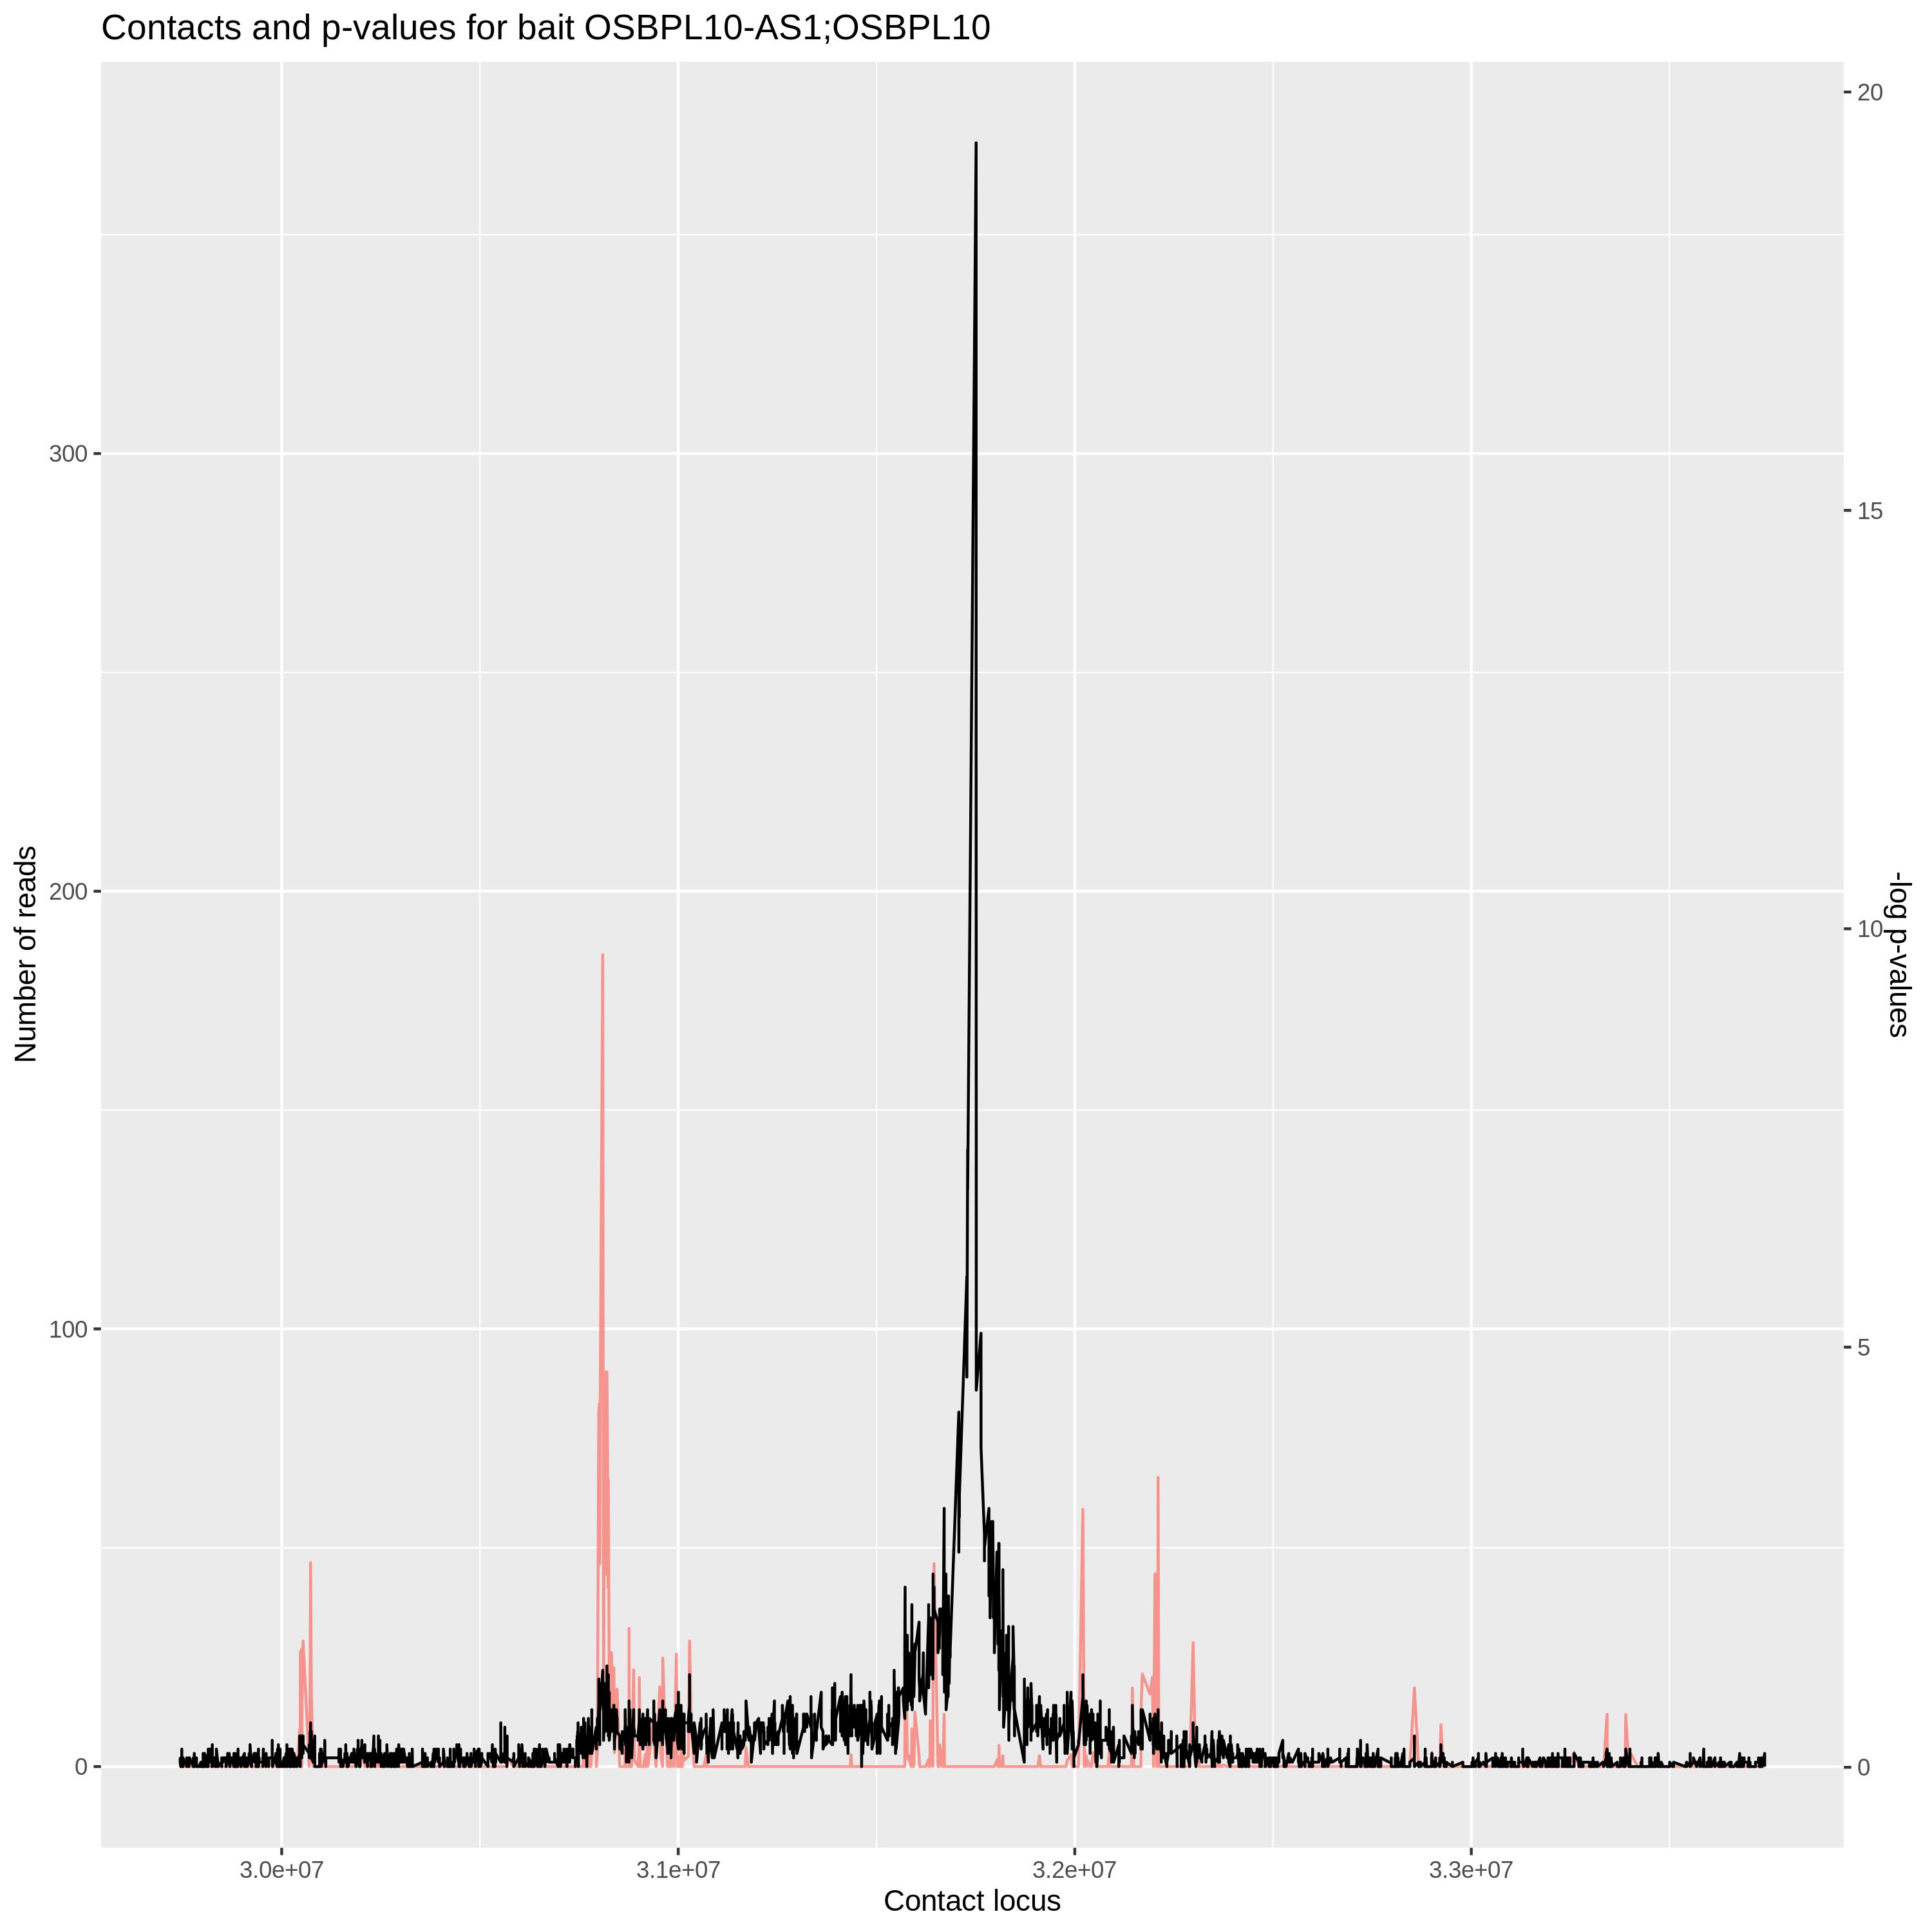 Contacts and p-values for bait OSBPL10-AS1;OSBPL10
20
300
15
Number of reads
200
10
-log p-values
100
5
0
0
3.0e+07
3.1e+07
3.2e+07
3.3e+07
Contact locus